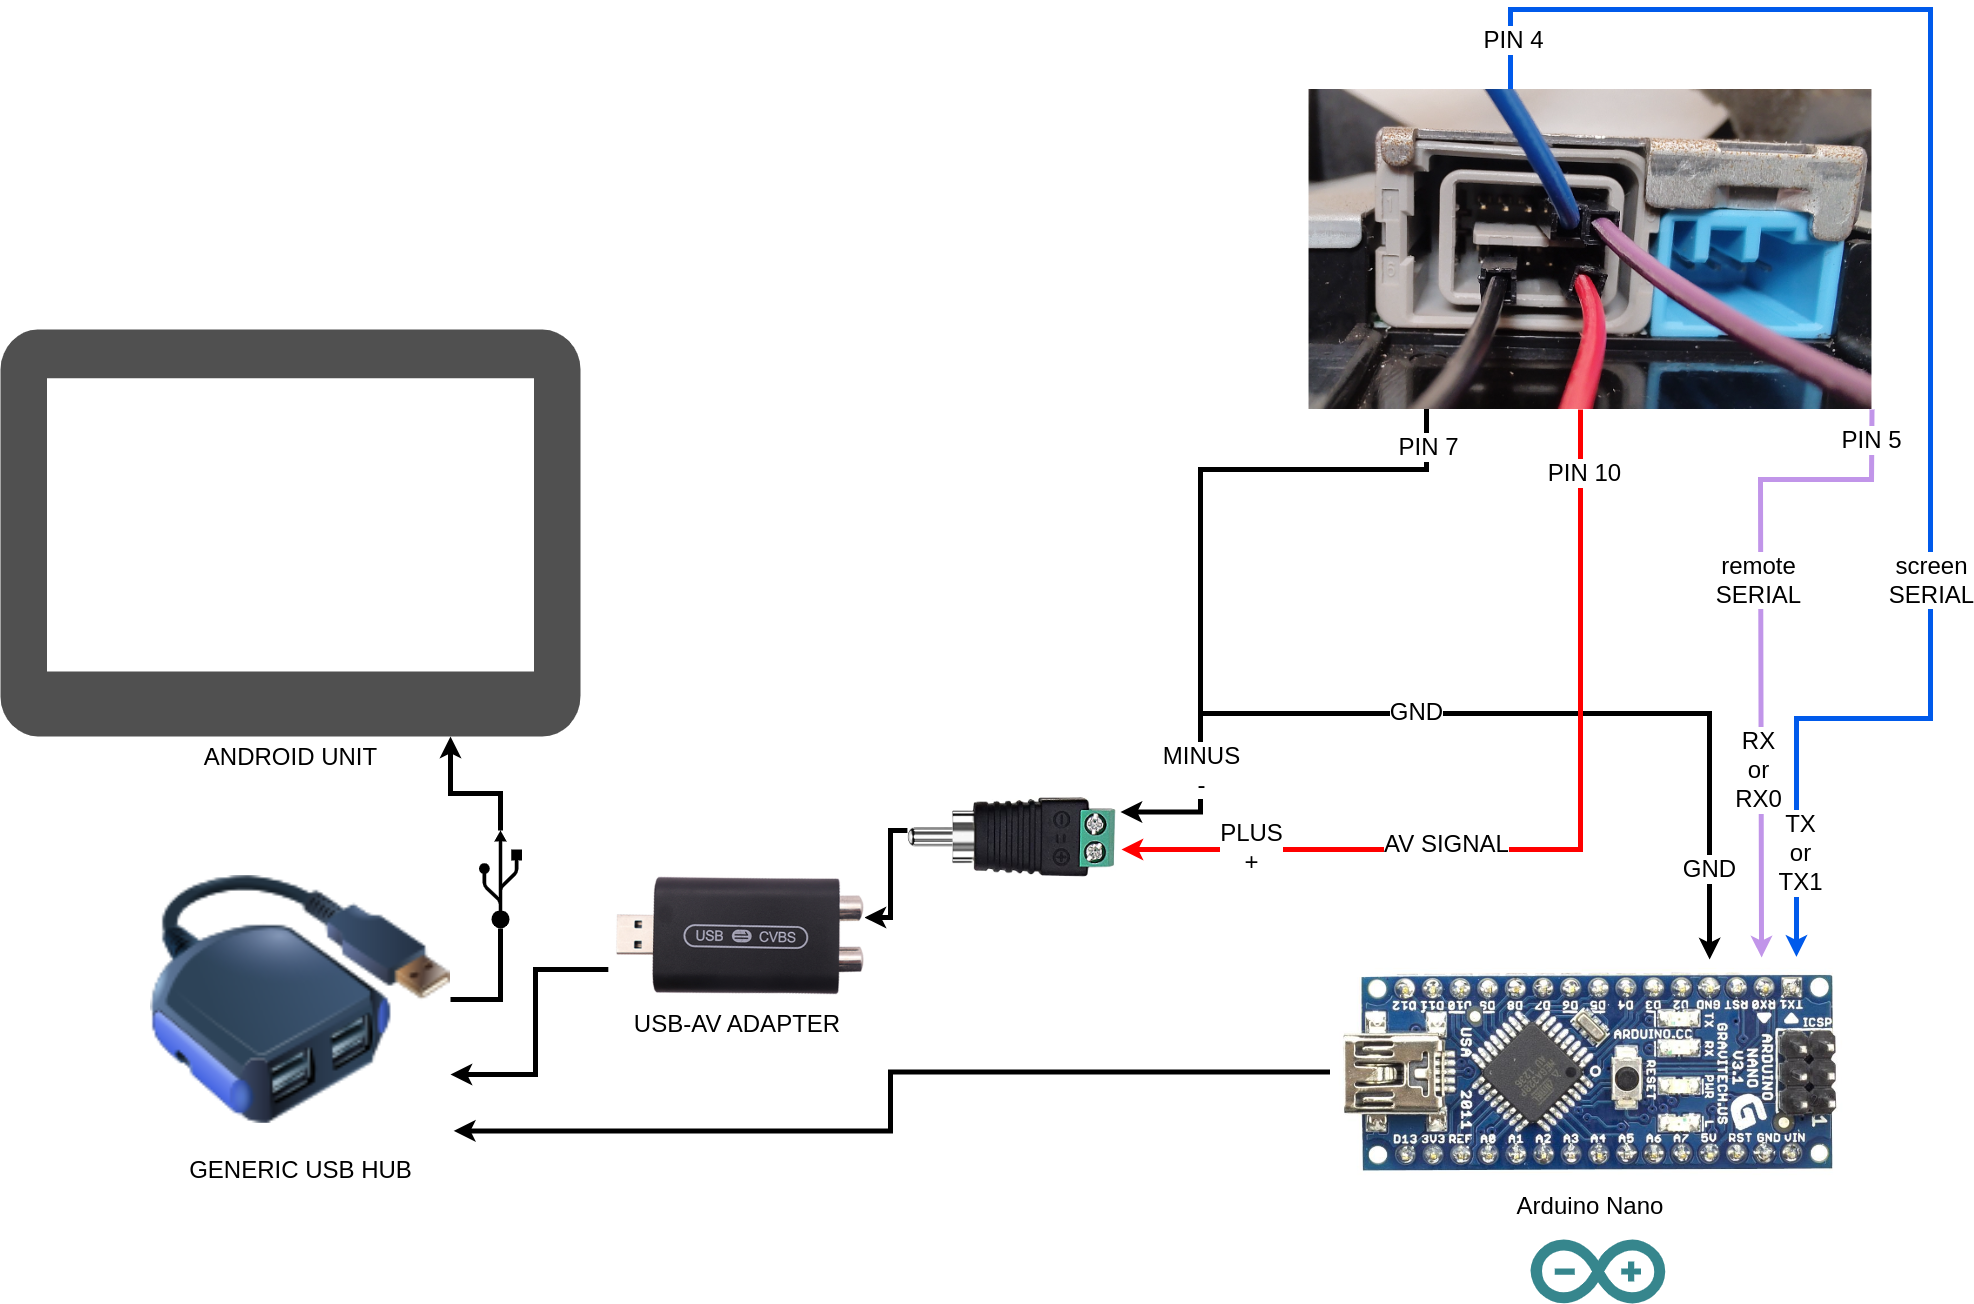 PIN 4
PIN 7
PIN 10
PIN 5
remote
SERIAL
screen
SERIAL
GND
MINUS
-
PLUS
+
AV SIGNAL
RX
or
RX0
TX
or
TX1
GND
ANDROID UNIT
USB CVBS
USB-AV ADAPTER
GENERIC USB HUB
D12 D11 D10 D9 D8 D7 D6 D5 D4 D3 D2 GND RST RX0 TX1
ICSP
ARDUINO.CC
USA
2011
TX RX PWR L
RESET
GRAVITECH.US
ARDUINO
NANO
V3.1
1
D13 3V3 REF A0 A1 A2 A3 A4 A5 A6 A7 5V RST GND VIN
Arduino Nano